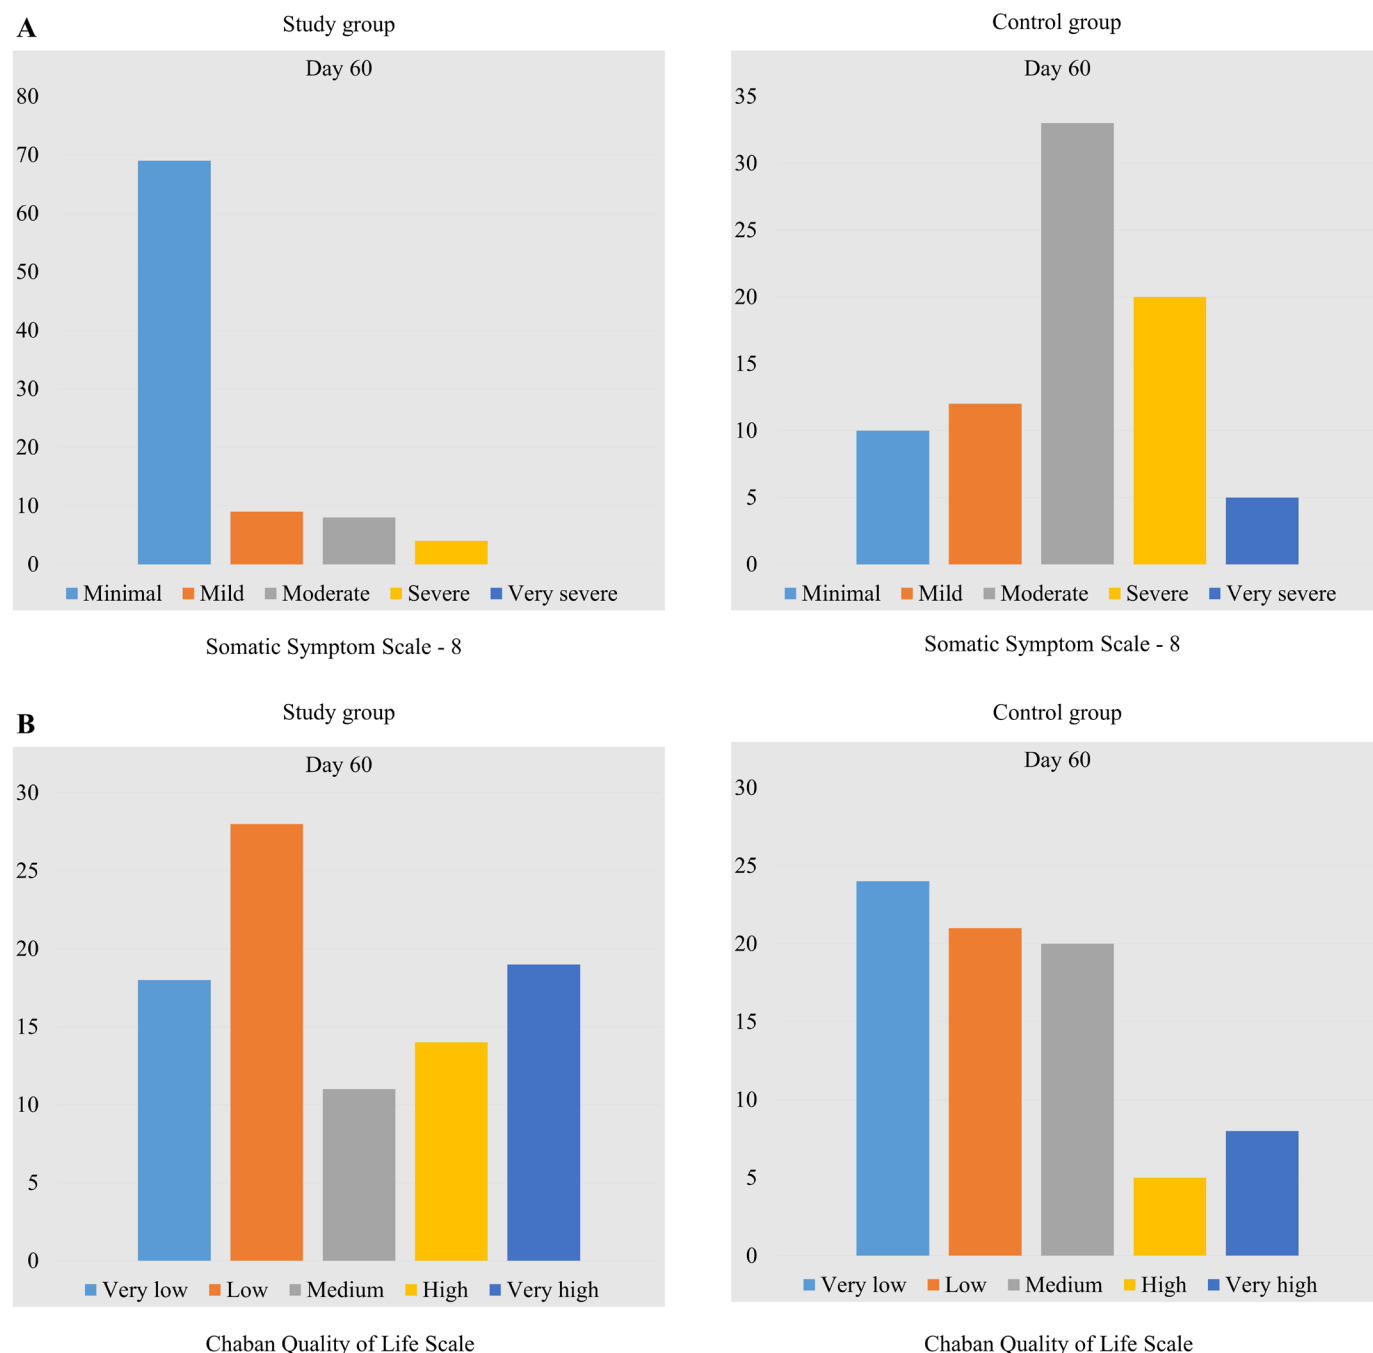 A
Study group
Control group
Day 60
80
70
60
50
40
30
20
10
0
Minimal Mild Moderate Severe Very severe
Somatic Symptom Scale - 8
Day 60
35
30
25
20
15
10
5
0
Minimal Mild Moderate Severe Very severe
Somatic Symptom Scale - 8
B
Study group
Control group
Day 60
30
25
20
15
10
5
0
Very low Low Medium High Very high
Chaban Quality of Life Scale
Day 60
30
25
20
15
10
5
0
Very low Low Medium High Very high
Chaban Quality of Life Scale